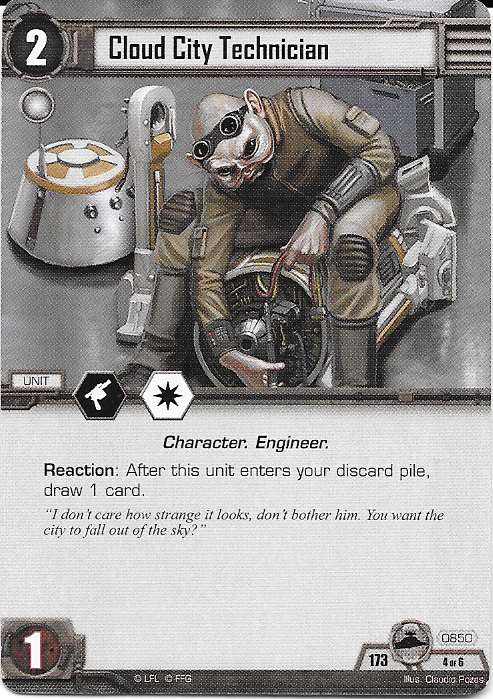 2
Cloud City Technician
UNIT
Character. Engineer.
Reaction: After this unit enters your discard pile,
draw 1 card.
“I don’t care how strange it looks, don’t bother him. You want the
city to fall out of the sky?”
1
0850
173
4 OF 6
© LFL © FFG
Illus. Claudio Pozas